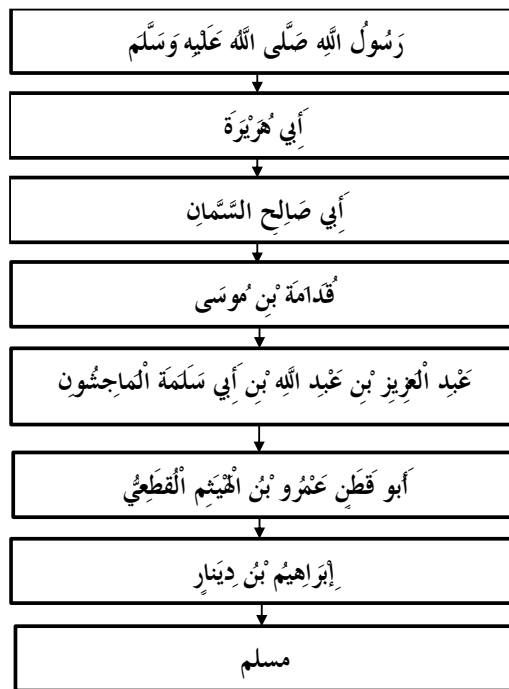 رَسُولُ اللَّهِ صَلَّى اللَّهُ عَلَيْهِ وَسَلَّمَ
أَبِي هُرَيْرَةَ
أَبِي صَالِحٍ السَّمَّانِ
قُدَامَةَ بْنِ مُوسَى
عَبْدِ الْعَزِيزِ بْنِ عَبْدِ اللَّهِ بْنِ أَبِي سَلَمَةَ الْمَاجِشُونِ
أَبُو قَطَنٍ عَمْرُو بْنُ الْهَيْثَمِ الْقُطَعِيُّ
إِبْرَاهِيمُ بْنُ دِينَارٍ
مسلم